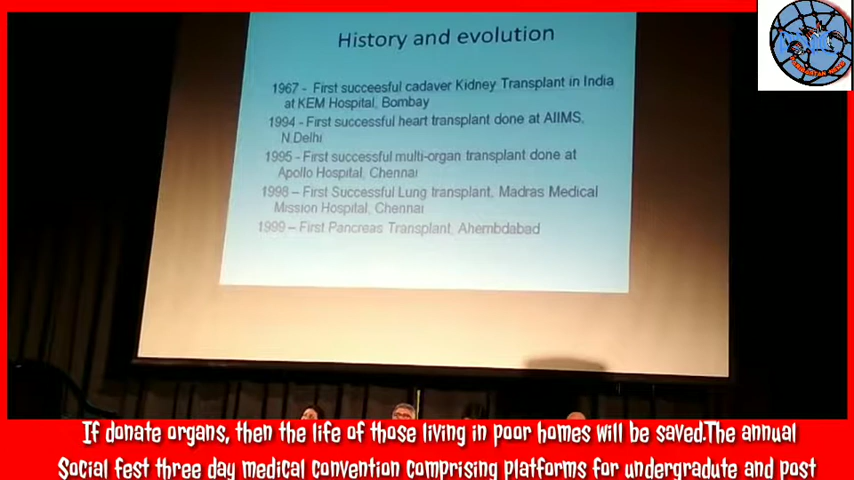 History and evolution
1967 - First succeesful cadaver Kidney Transplant in India
at KEM Hospital, Bombay
1994 - First successful heart transplant done at AIIMS,
N.Delhi
1995 - First successful multi-organ transplant done at
Apollo Hospital, Chennai
1998 – First Successful Lung transplant, Madras Medical
Mission Hospital, Chennai
1999 – First Pancreas Transplant, Ahembdabad
If donate organs, then the life of those living in poor homes will be saved.The annual
Social fest three day medical convention comprising platforms for undergradute and post